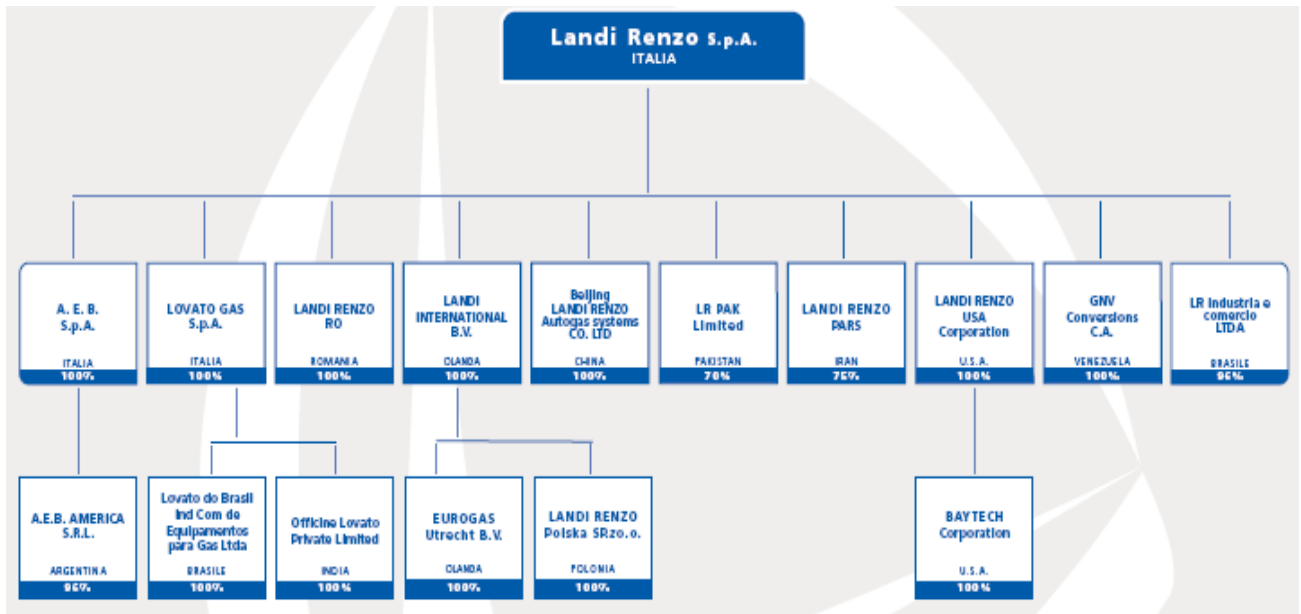 Landi Renzo S.p.A.
ITALIA
A. E. B.
S.p.A.
ITALIA
100%
LOVATO GAS
S.p.A.
ITALIA
100%
LANDI RENZO
RO
ROMANIA
100%
LANDI
INTERNATIONAL
B.V.
OLANDA
100%
Beijing
LANDI RENZO
Autogas systems
CO. LTD
CHINA
100%
LR PAK
Limited
PAKISTAN
70%
LANDI RENZO
PARS
IRAN
75%
LANDI RENZO
USA
Corporation
U.S.A.
100%
GNV
Conversions
C.A.
VENEZUELA
100%
LR Industria e
comercio
LTDA
BRASILE
96%
A.E.B. AMERICA
S.R.L.
ARGENTINA
96%
Lovato do Brasil
Ind Com de
Equipamentos
para Gas Ltda
BRASILE
100%
Officine Lovato
Private Limited
INDIA
100%
EUROGAS
Utrecht B.V.
OLANDA
100%
LANDI RENZO
Polska SRzo.o.
POLONIA
100%
BAYTECH
Corporation
U.S.A.
100%